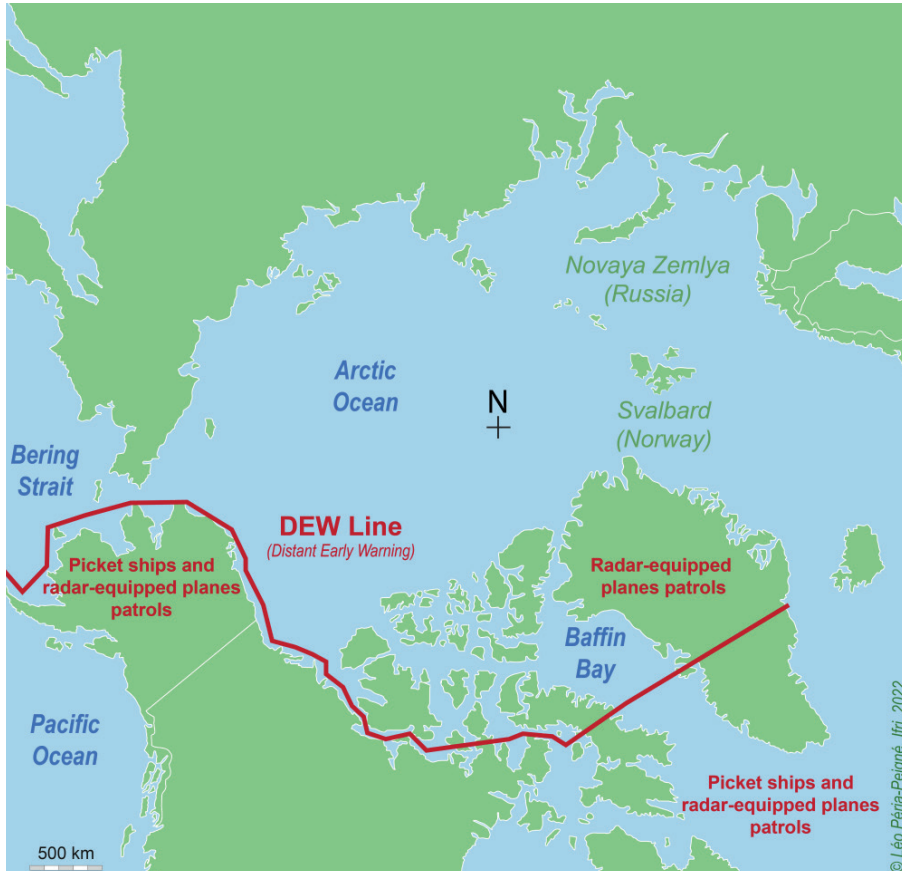 Novaya Zemlya
(Russia)
Arctic
Ocean
N
Svalbard
(Norway)
Bering
Strait
DEW Line
(Distant Early Warning)
Picket ships and
radar-equipped planes
patrols
Radar-equipped
planes patrols
Baffin
Bay
Pacific
Ocean
Picket ships and
radar-equipped planes
patrols
500 km
© Léo Péria-Peigné, Ifri, 2022